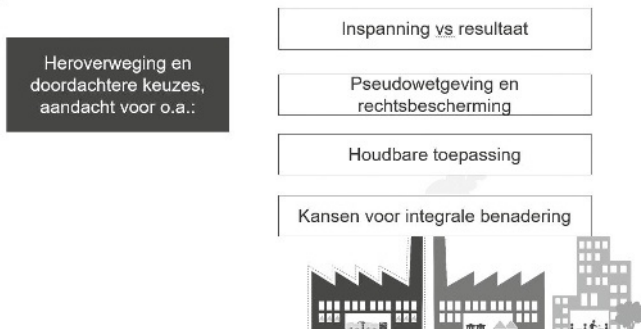 Heroverweging en
doordachtere keuzes,
aandacht voor o.a.:
Inspanning vs resultaat
Pseudowetgeving en
rechtsbescherming
Houdbare toepassing
Kansen voor integrale benadering